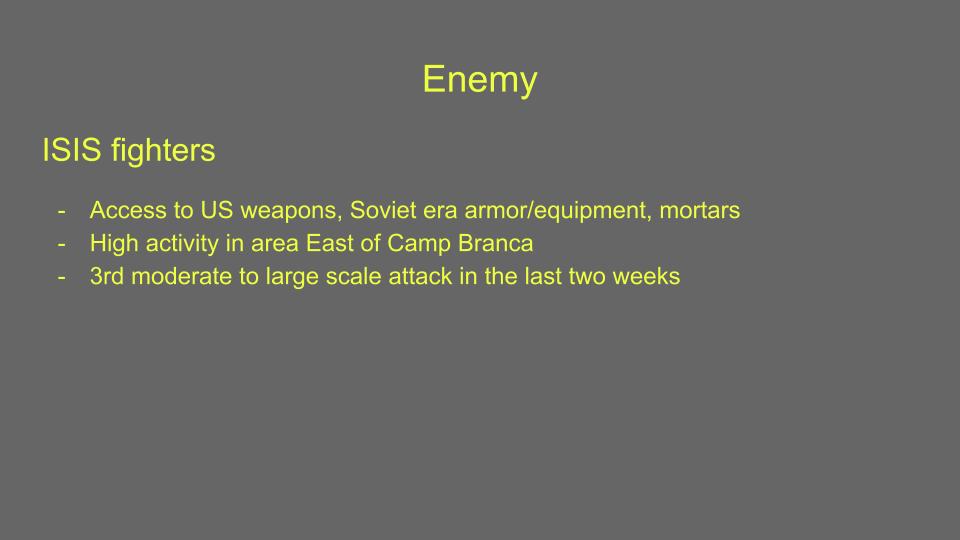 Enemy
ISIS fighters
- Access to US weapons, Soviet era armor/equipment, mortars
- High activity in area East of Camp Branca
- 3rd moderate to large scale attack in the last two weeks